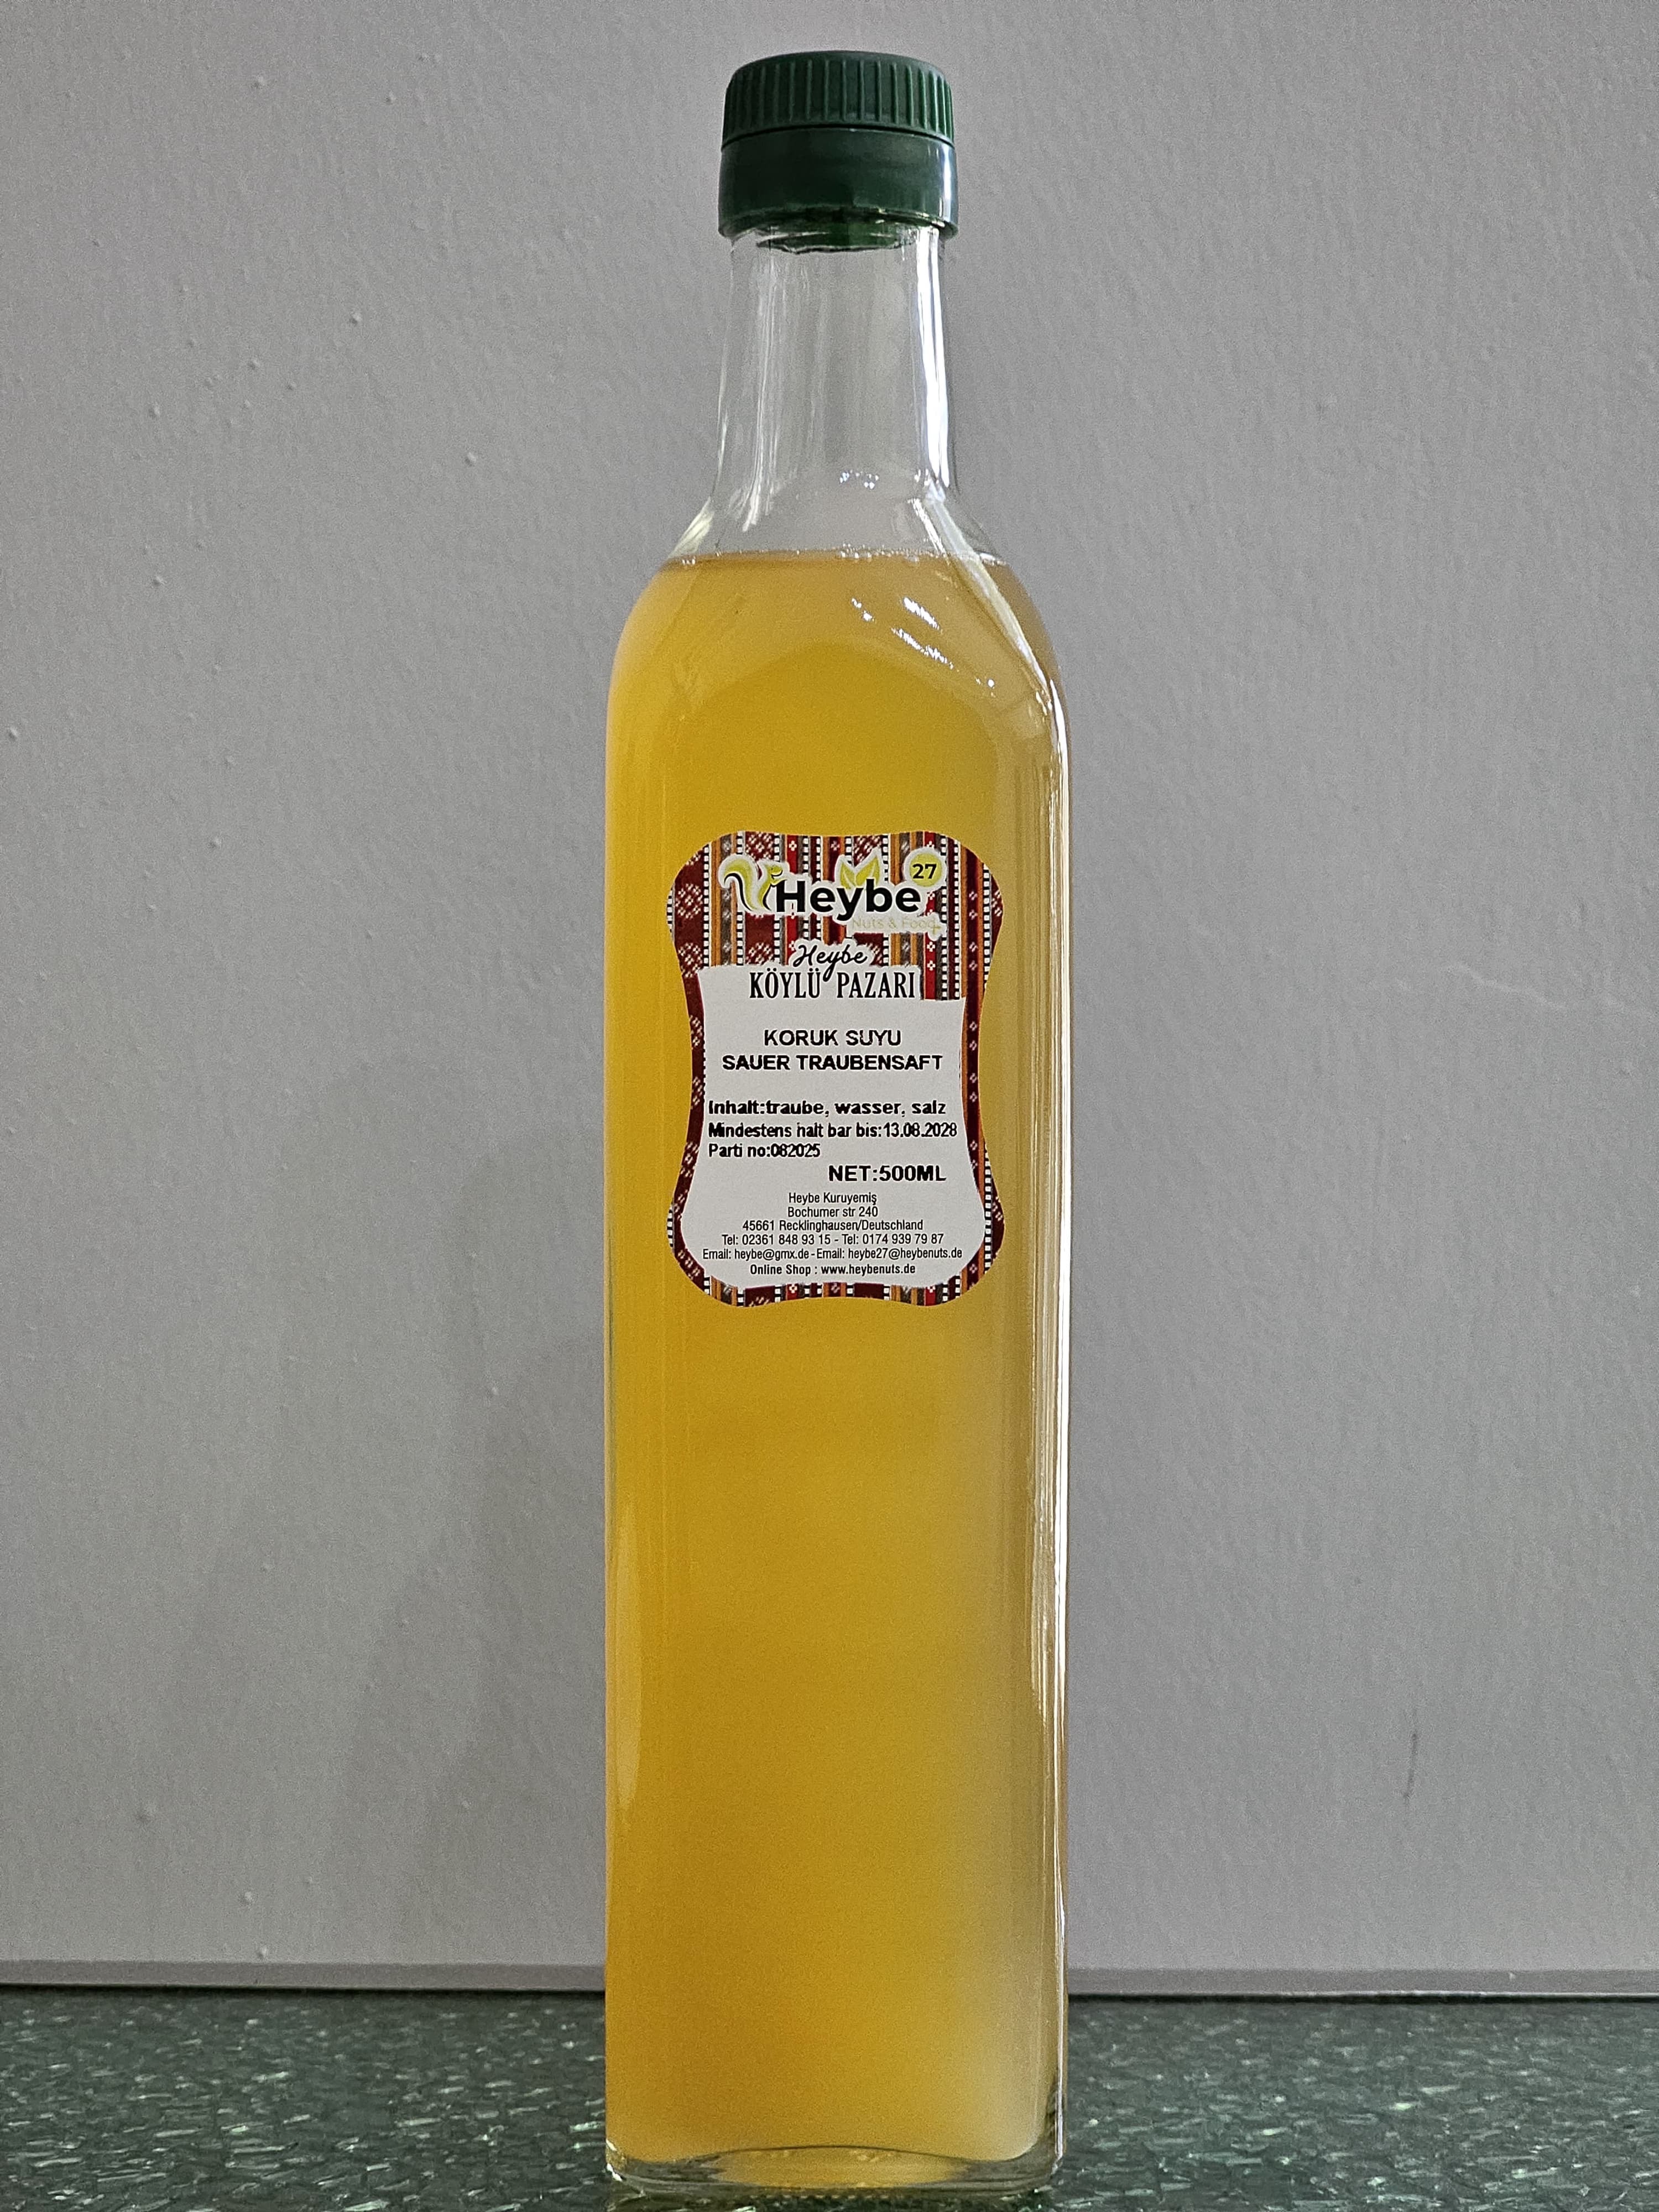 Heybe 27
Nuts & Food
Heybe
KÖYLÜ PAZARI
KORUK SUYU
SAUER TRAUBENSAFT
Inhalt:traube, wasser, salz
Mindestens halt bar bis:13.08.2028
Parti no:082025
NET:500ML
Heybe Kuruyemiş
Bochumer str 240
45661 Recklinghausen/Deutschland
Tel: 02361 848 93 15 - Tel: 0174 939 79 87
Email: heybe@gmx.de - Email: heybe27@heybenuts.de
Online Shop : www.heybenuts.de